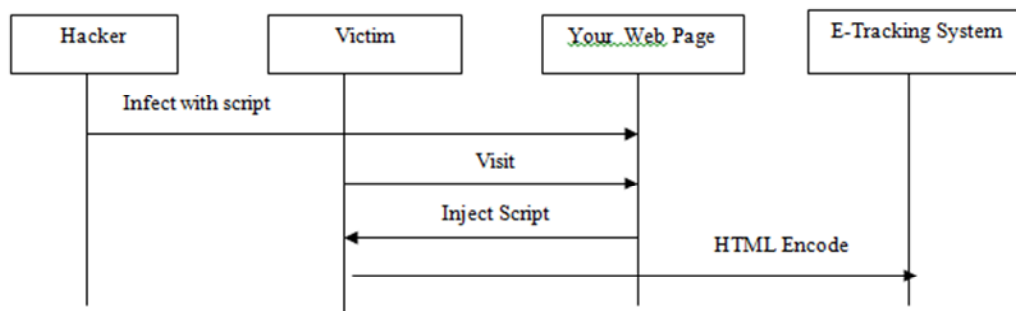 Hacker
Victim
Your Web Page
E-Tracking System
Infect with script
Visit
Inject Script
HTML Encode